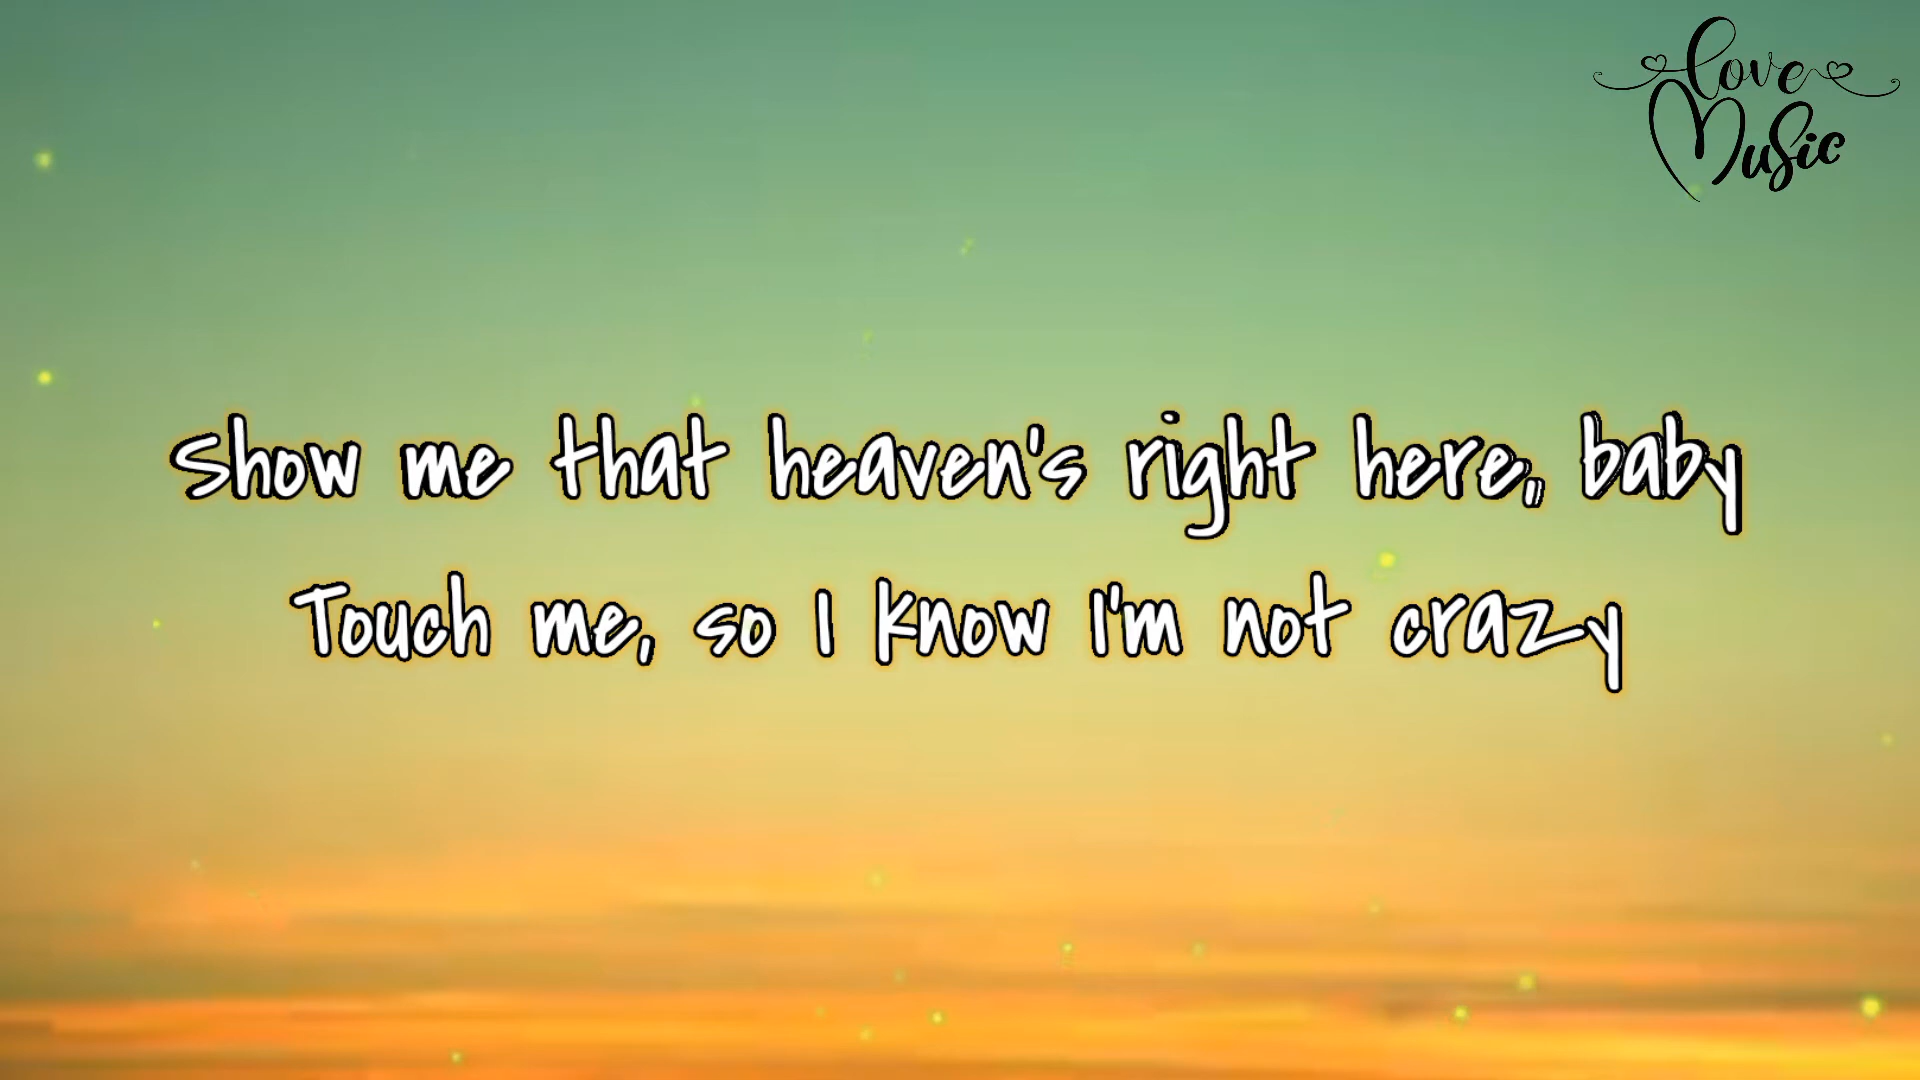 Love
Music
Show me that heaven's right here,, baby
Touch me, so I know I'm not crazy